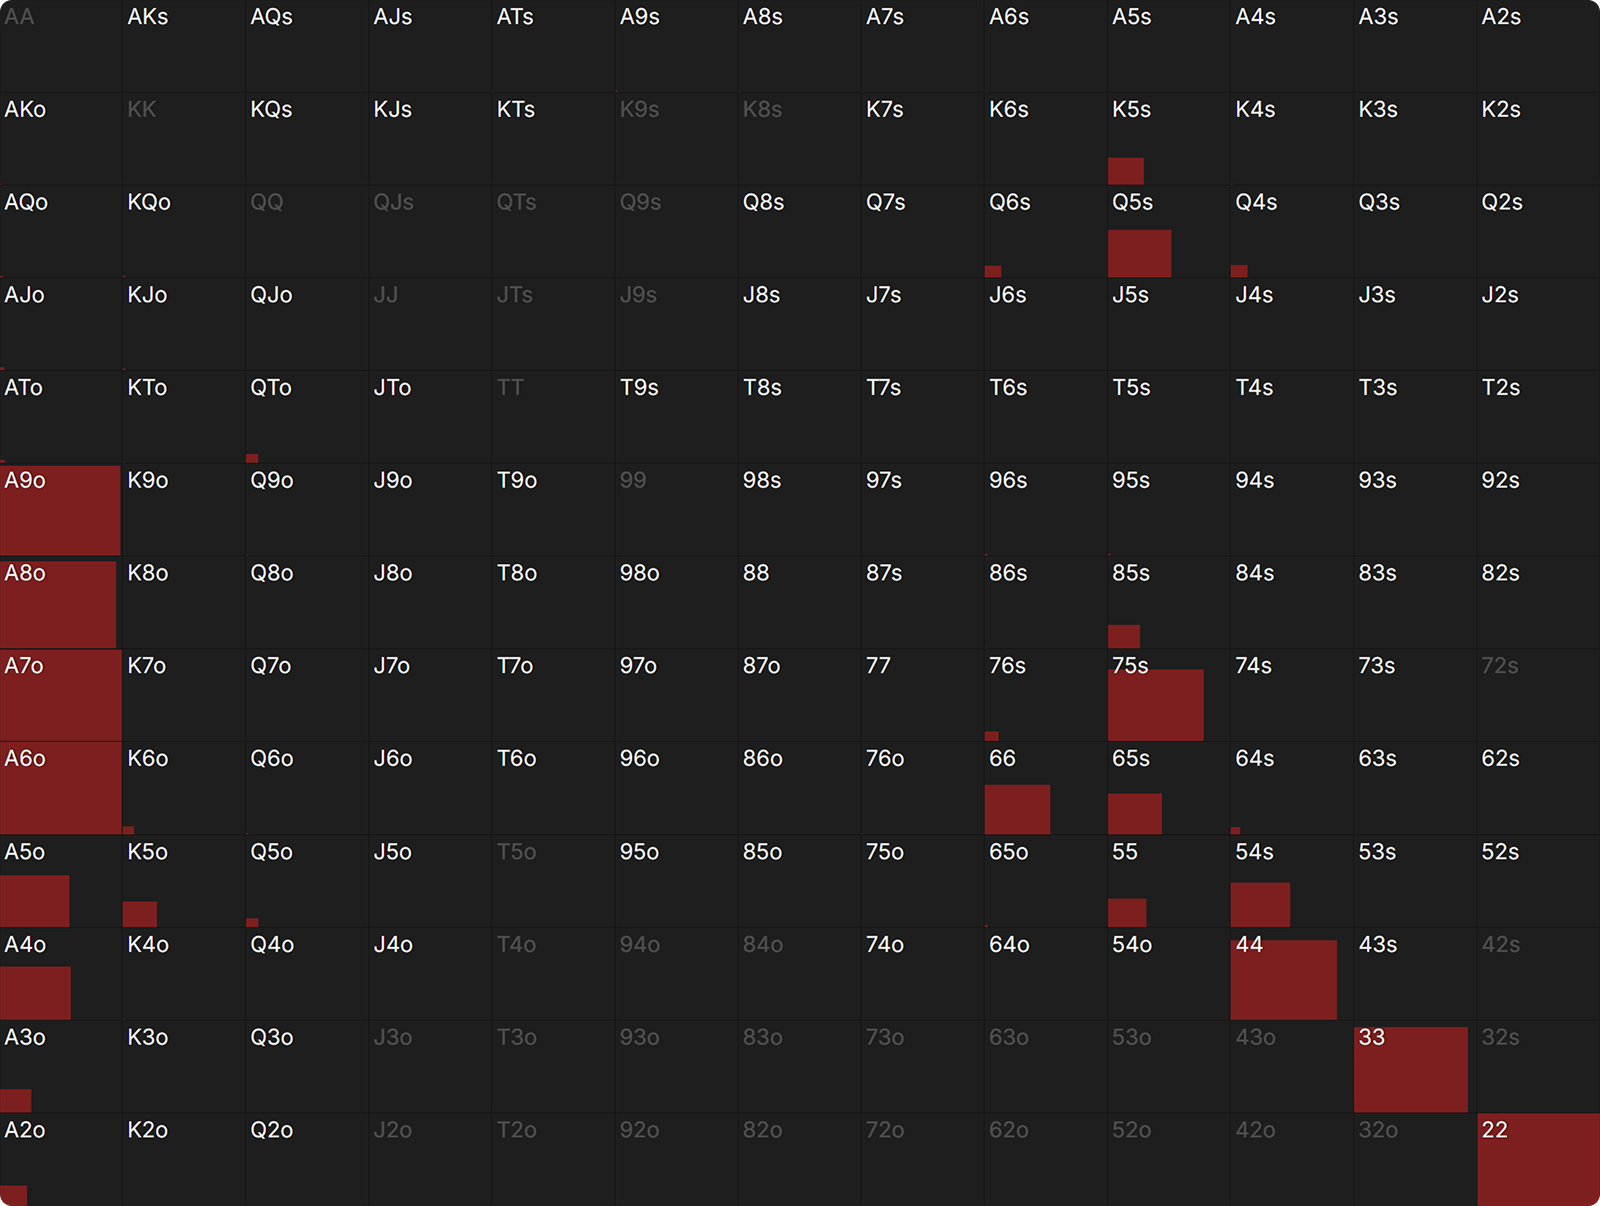 AA AKs AQs AJs ATs A9s A8s A7s A6s A5s A4s A3s A2s
AKo KK KQs KJs KTs K9s K8s K7s K6s K5s K4s K3s K2s
AQo KQo QQ QJs QTs Q9s Q8s Q7s Q6s Q5s Q4s Q3s Q2s
AJo KJo QJo JJ JTs J9s J8s J7s J6s J5s J4s J3s J2s
ATo KTo QTo JTo TT T9s T8s T7s T6s T5s T4s T3s T2s
A9o K9o Q9o J9o T9o 99 98s 97s 96s 95s 94s 93s 92s
A8o K8o Q8o J8o T8o 98o 88 87s 86s 85s 84s 83s 82s
A7o K7o Q7o J7o T7o 97o 87o 77 76s 75s 74s 73s 72s
A6o K6o Q6o J6o T6o 96o 86o 76o 66 65s 64s 63s 62s
A5o K5o Q5o J5o T5o 95o 85o 75o 65o 55 54s 53s 52s
A4o K4o Q4o J4o T4o 94o 84o 74o 64o 54o 44 43s 42s
A3o K3o Q3o J3o T3o 93o 83o 73o 63o 53o 43o 33 32s
A2o K2o Q2o J2o T2o 92o 82o 72o 62o 52o 42o 32o 22